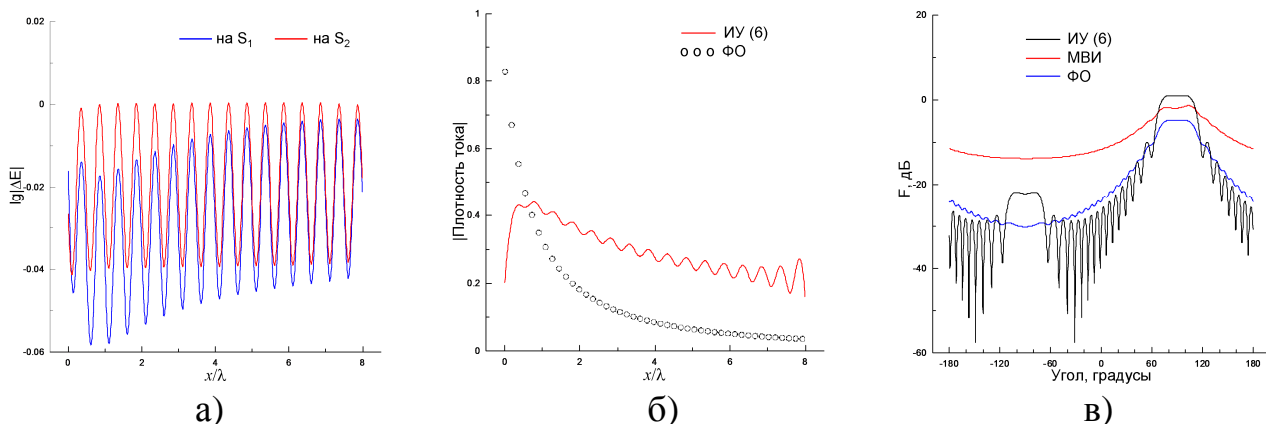 0.02
0
-0.02
-0.04
-0.06
lg|ΔE|
на S1
на S2
0 2 4 6 8
x/λ
а)
1
0.8
0.6
0.4
0.2
0
|Плотность тока|
ИУ (6)
ФО
0 2 4 6 8
x/λ
б)
20
0
-20
-40
-60
F, дБ
ИУ (6)
МВИ
ФО
-180 -120 -60 0 60 120 180
Угол, градусы
в)